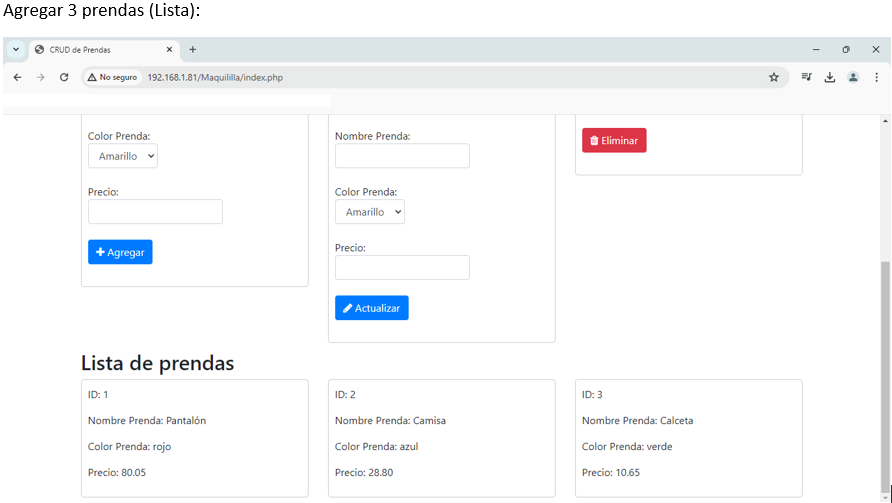 Agregar 3 prendas (Lista):
CRUD de Prendas
No seguro
192.168.1.81/Maquililla/index.php
Color Prenda:
Amarillo
Precio:
Agregar
Nombre Prenda:
Color Prenda:
Amarillo
Precio:
Actualizar
Eliminar
Lista de prendas
ID: 1
Nombre Prenda: Pantalón
Color Prenda: rojo
Precio: 80.05
ID: 2
Nombre Prenda: Camisa
Color Prenda: azul
Precio: 28.80
ID: 3
Nombre Prenda: Calceta
Color Prenda: verde
Precio: 10.65